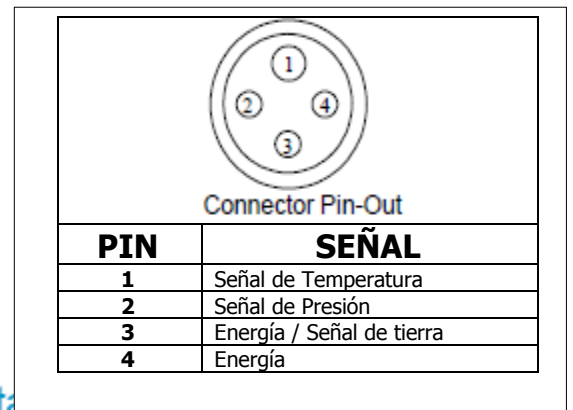 1
2 4
3
Connector Pin-Out
PIN SEÑAL
1 Señal de Temperatura
2 Señal de Presión
3 Energía / Señal de tierra
4 Energía